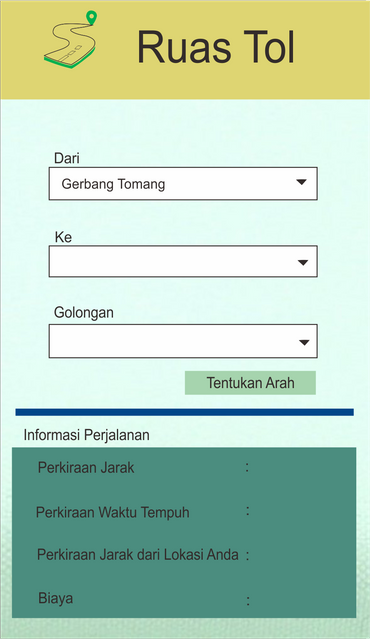 Ruas Tol
Dari
Gerbang Tomang
Ke
Golongan
Tentukan Arah
Informasi Perjalanan
Perkiraan Jarak :
Perkiraan Waktu Tempuh :
Perkiraan Jarak dari Lokasi Anda :
Biaya :